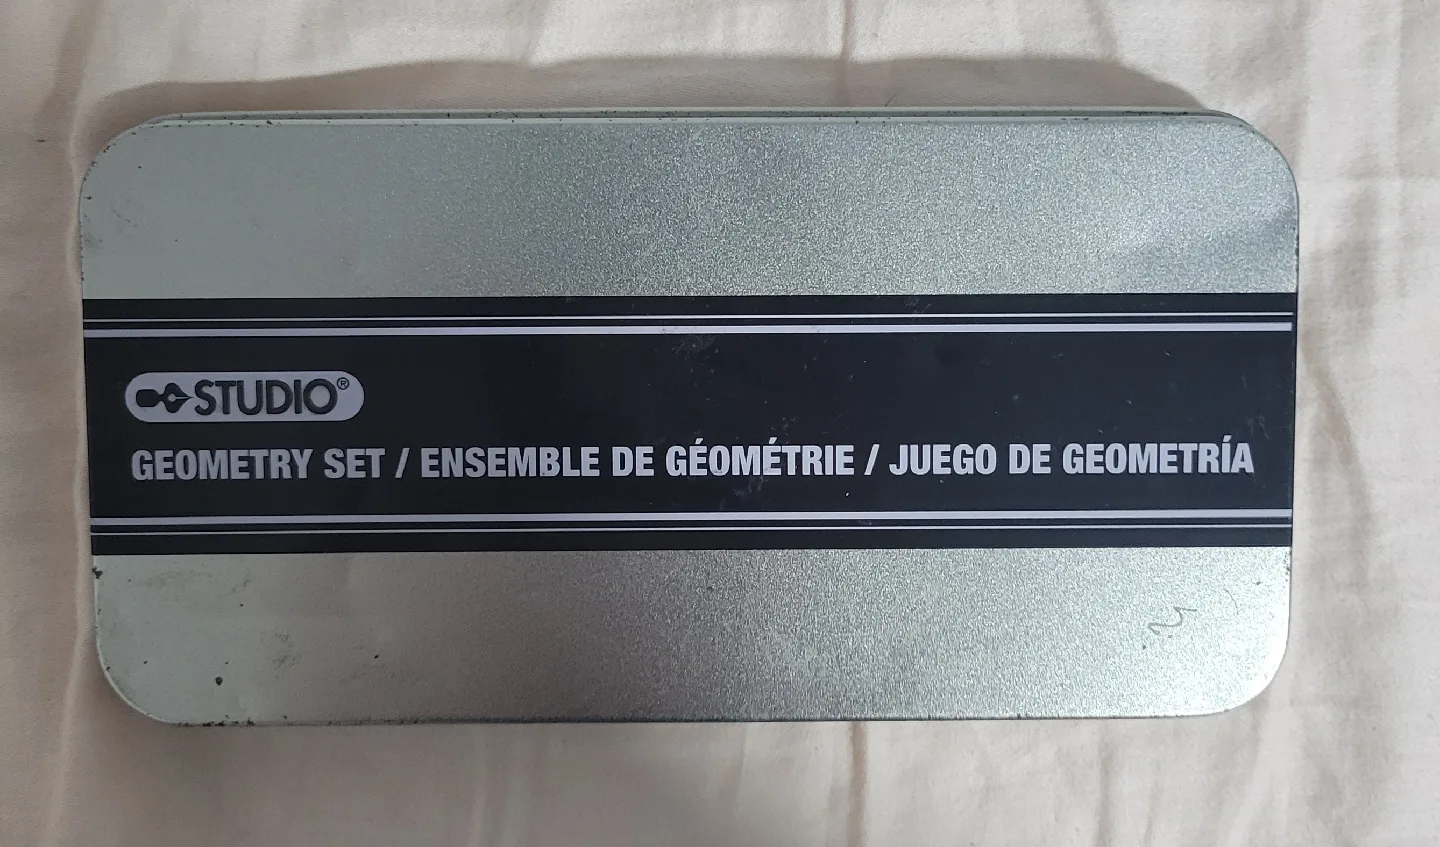 STUDIO®
GEOMETRY SET / ENSEMBLE DE GÉOMÉTRIE / JUEGO DE GEOMETRÍA